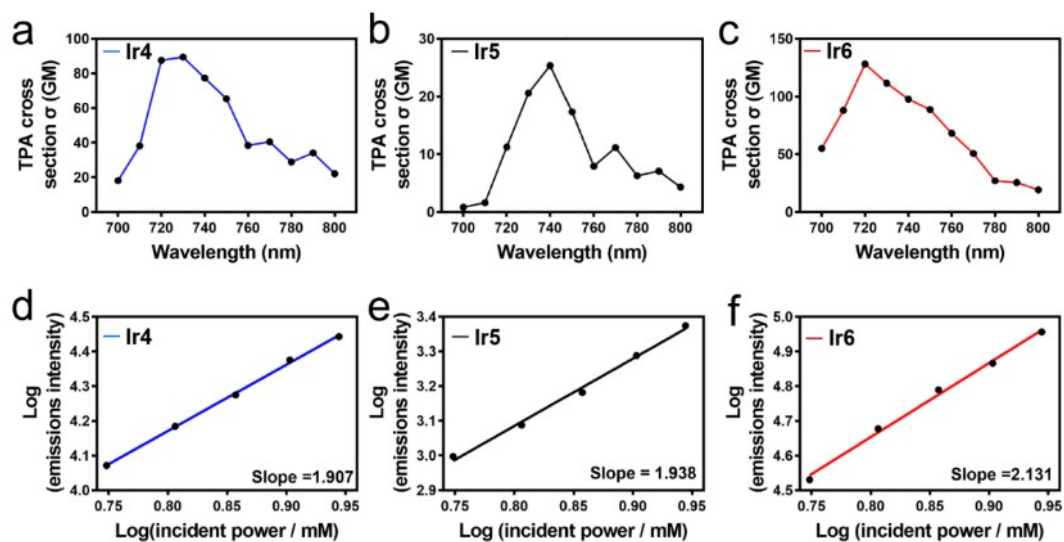 a
Ir4
TPA cross
section σ (GM)
100
80
60
40
20
0
700 720 740 760 780 800
Wavelength (nm)
b
Ir5
TPA cross
section σ (GM)
30
20
10
0
700 720 740 760 780 800
Wavelength (nm)
c
Ir6
TPA cross
section σ (GM)
150
100
50
0
700 720 740 760 780 800
Wavelength (nm)
d
Ir4
Log
(emissions intensity)
4.5
4.4
4.3
4.2
4.1
4.0
Slope =1.907
0.75 0.80 0.85 0.90 0.95
Log(incident power / mM)
e
Ir5
Log
(emissions intensity)
3.4
3.3
3.2
3.1
3.0
2.9
Slope = 1.938
0.75 0.80 0.85 0.90 0.95
Log (incident power / mM)
f
Ir6
Log
(emissions intensity)
5.0
4.9
4.8
4.7
4.6
4.5
Slope =2.131
0.75 0.80 0.85 0.90 0.95
Log (incident power / mM)